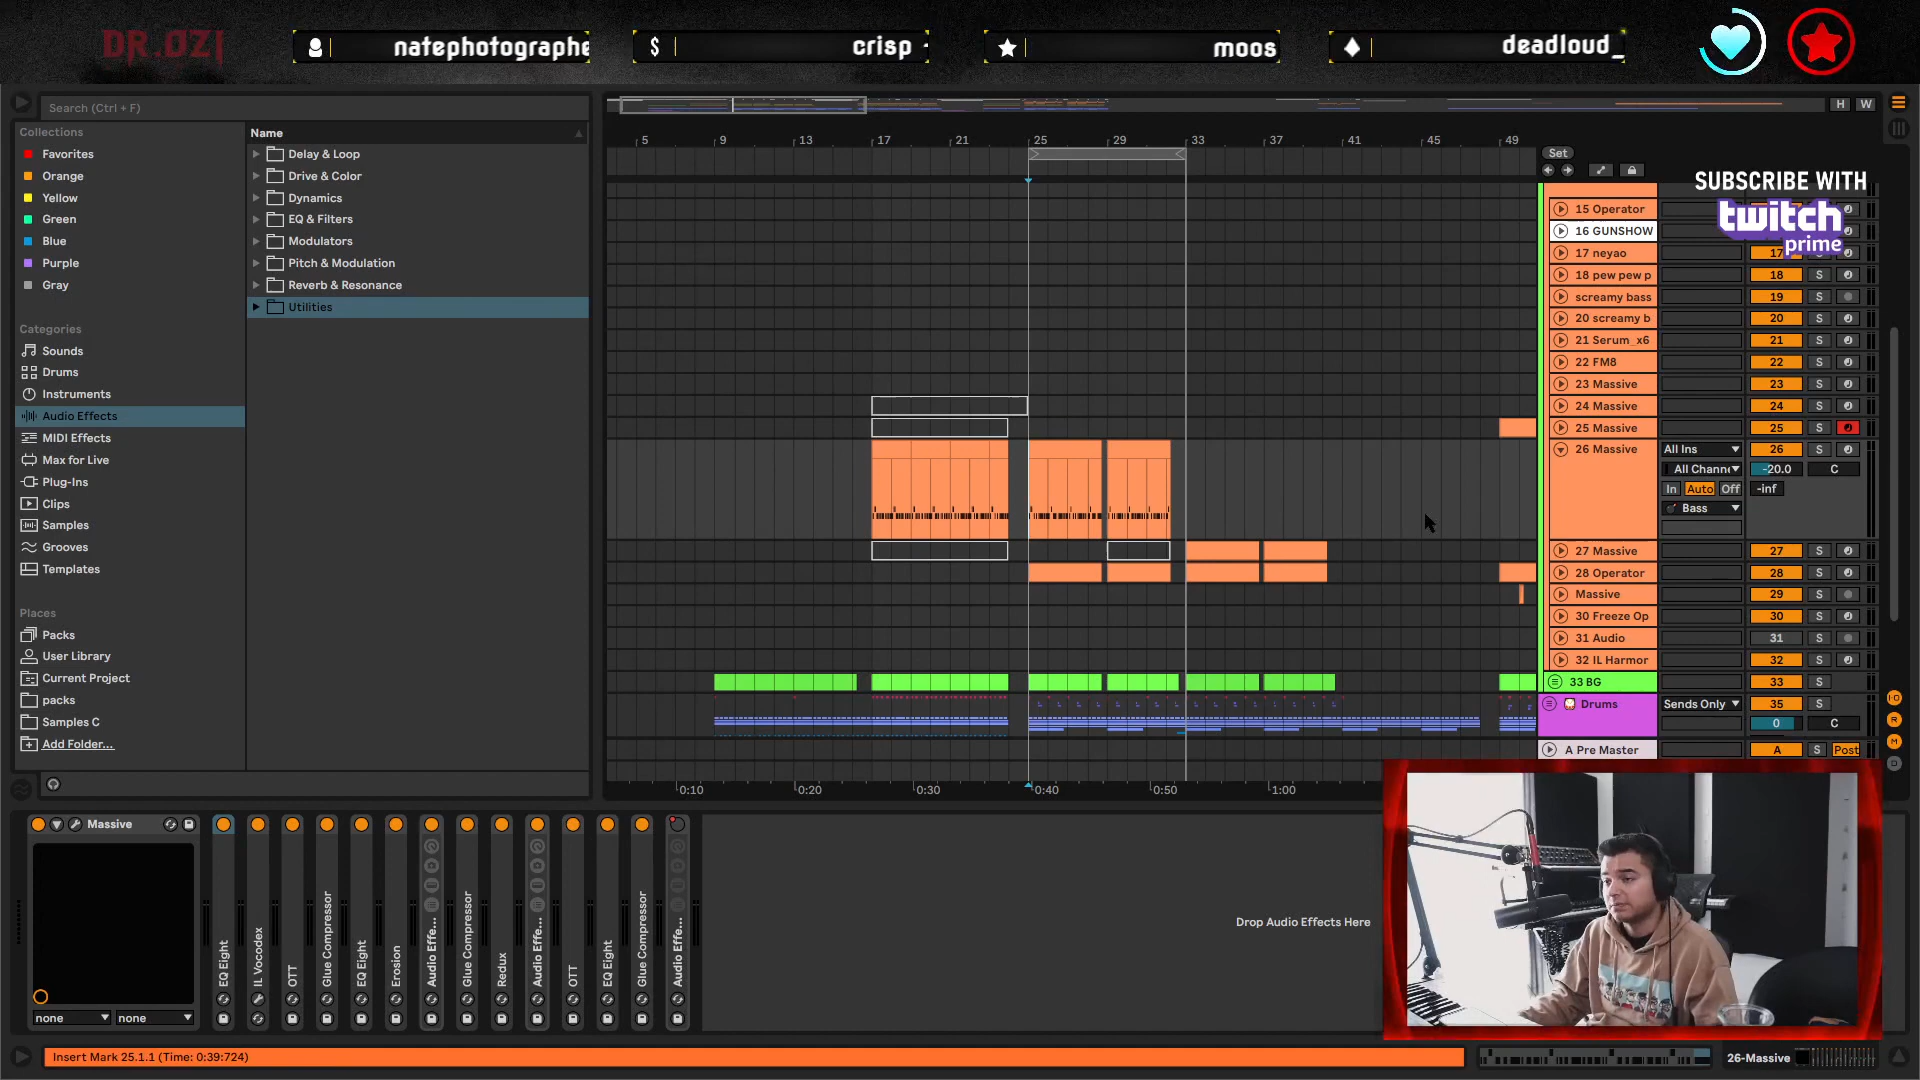 DR.OZI
natephotographe
$
crisp
moos
deadloud_
Search (Ctrl + F)
H
W
Collections
Favorites
Orange
Yellow
Green
Blue
Purple
Gray
Categories
Sounds
Drums
Instruments
Audio Effects
MIDI Effects
Max for Live
Plug-Ins
Clips
Samples
Grooves
Templates
Places
Packs
User Library
Current Project
packs
Samples C
Add Folder...
Name
Delay & Loop
Drive & Color
Dynamics
EQ & Filters
Modulators
Pitch & Modulation
Reverb & Resonance
Utilities
5 9 13 17 21 25 29 33 37 41 45 49
Set
SUBSCRIBE WITH
twitch
prime
15 Operator
16 GUNSHOW
17 neyao 17
18 pew pew p 18 S
screamy bass 19 S
20 screamy b 20 S
21 Serum_x6 21 S
22 FM8 22 S
23 Massive 23 S
24 Massive 24 S
25 Massive 25 S
26 Massive All Ins 26 S
All Chann -20.0 C
In Auto Off -inf
Bass
27 Massive 27 S
28 Operator 28 S
Massive 29 S
30 Freeze Op 30 S
31 Audio 31 S
32 IL Harmor 32 S
33 BG 33 S
Drums Sends Only 35 S
0 C
A Pre Master A S Post
0:10 0:20 0:30 0:40 0:50 1:00
Massive
none none
EQ Eight
IL Vocodex
OTT
Glue Compressor
EQ Eight
Erosion
Audio Effe...
Glue Compressor
Redux
Audio Effe...
OTT
EQ Eight
Glue Compressor
Audio Effe...
Drop Audio Effects Here
Insert Mark 25.1.1 (Time: 0:39:724)
26-Massive